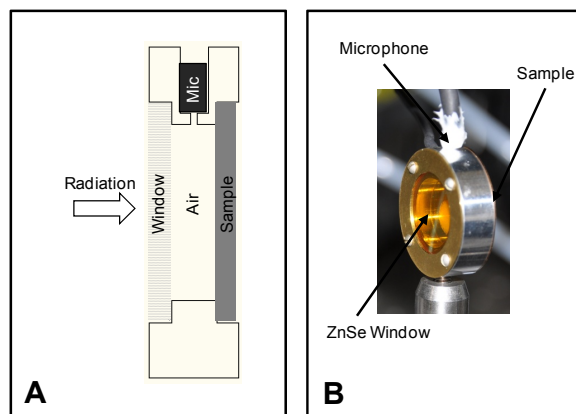 Mic
Radiation
Window
Air
Sample
A
Microphone
Sample
ZnSe Window
B